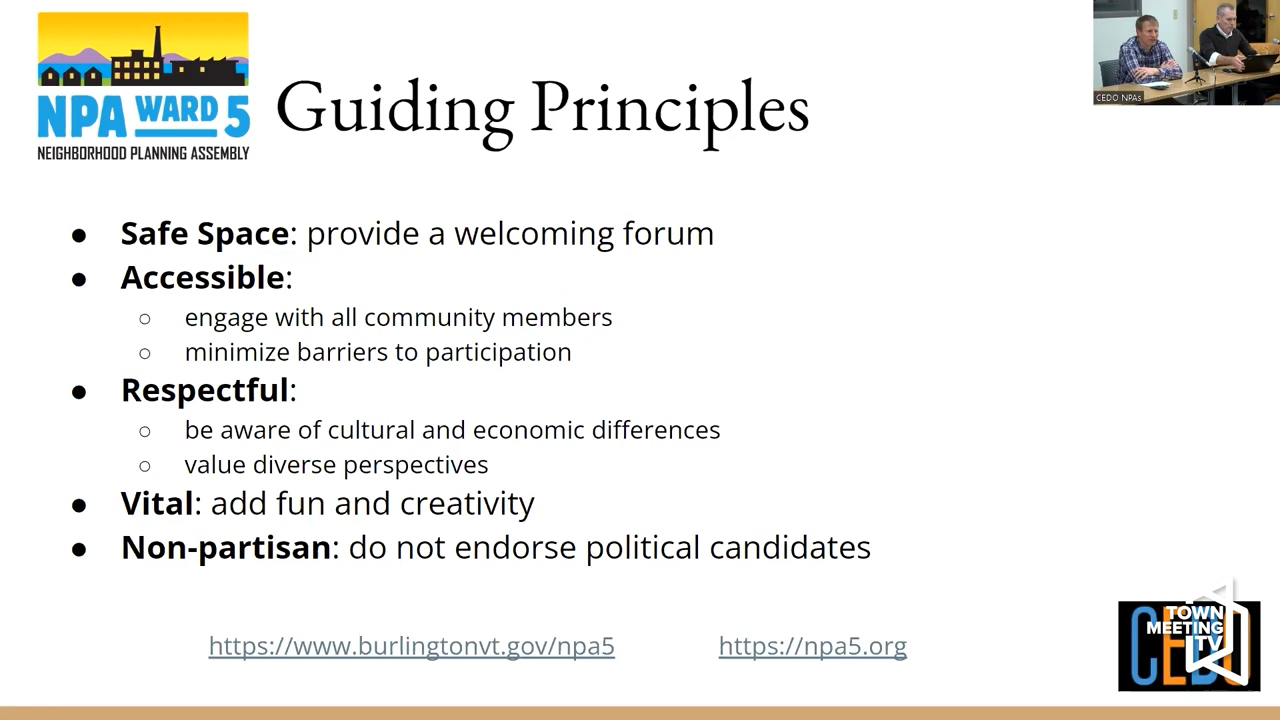 NPA WARD 5
NEIGHBORHOOD PLANNING ASSEMBLY
Guiding Principles
CEDO NPAs
● Safe Space: provide a welcoming forum
● Accessible:
○ engage with all community members
○ minimize barriers to participation
● Respectful:
○ be aware of cultural and economic differences
○ value diverse perspectives
● Vital: add fun and creativity
● Non-partisan: do not endorse political candidates
https://www.burlingtonvt.gov/npa5
https://npa5.org
CEDO
TOWN
MEETING
TV